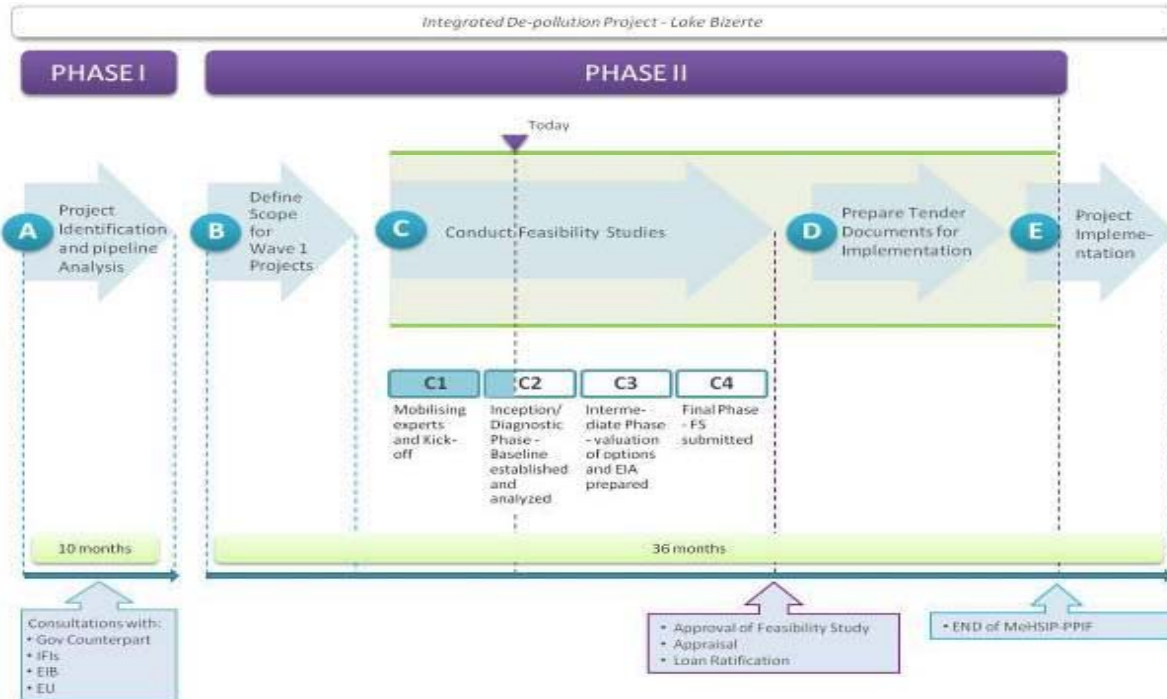 Integrated De-pollution Project - Lake Bizerte
PHASE I
PHASE II
Today
A
Project
Identification
and pipeline
Analysis
B
Define
Scope
for
Wave 1
Projects
C
Conduct Feasibility Studies
D
Prepare Tender
Documents for
Implementation
E
Project
Impleme-
ntation
C1
Mobilising
experts
and Kick-
off
C2
Inception/
Diagnostic
Phase -
Baseline
established
and
analyzed
C3
Interme-
diate Phase
- valuation
of options
and EIA
prepared
C4
Final Phase
- FS
submitted
10 months
36 months
Consultations with:
• Gov Counterpart
• IFIs
• EIB
• EU
• Approval of Feasibility Study
• Appraisal
• Loan Ratification
• END of MeHSIP-PPIF